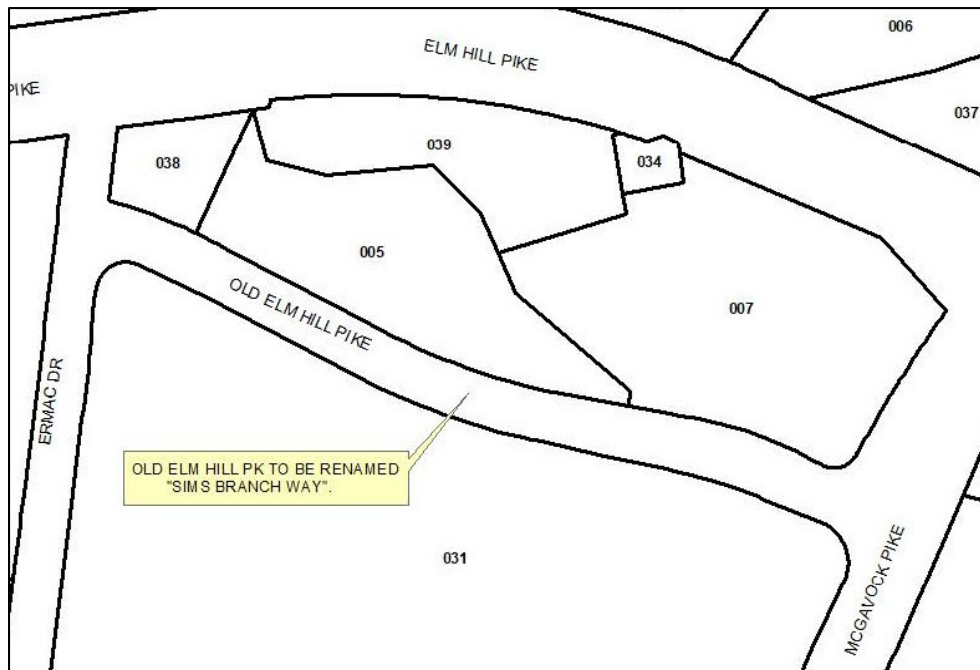 006
ELM HILL PIKE
PIKE
037
038
039
034
005
007
OLD ELM HILL PIKE
ERMAC DR
OLD ELM HILL PK TO BE RENAMED
"SIMS BRANCH WAY".
031
MCGAVOCK PIKE